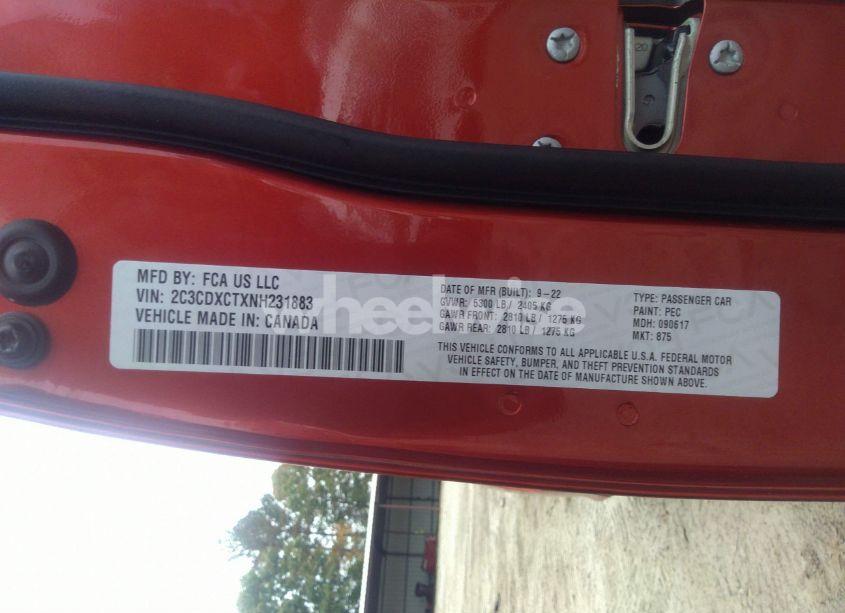 MFD BY: FCA US LLC
VIN: 2C3CDXCTXNH231883
VEHICLE MADE IN: CANADA
DATE OF MFR (BUILT): 9-22
GVWR: 5300 LB / 2405 KG
GAWR FRONT: 2810 LB / 1275 KG
GAWR REAR: 2810 LB / 1275 KG
TYPE: PASSENGER CAR
PAINT: PEC
MDH: 090617
MKT: 875
THIS VEHICLE CONFORMS TO ALL APPLICABLE U.S.A. FEDERAL MOTOR
VEHICLE SAFETY, BUMPER, AND THEFT PREVENTION STANDARDS
IN EFFECT ON THE DATE OF MANUFACTURE SHOWN ABOVE.